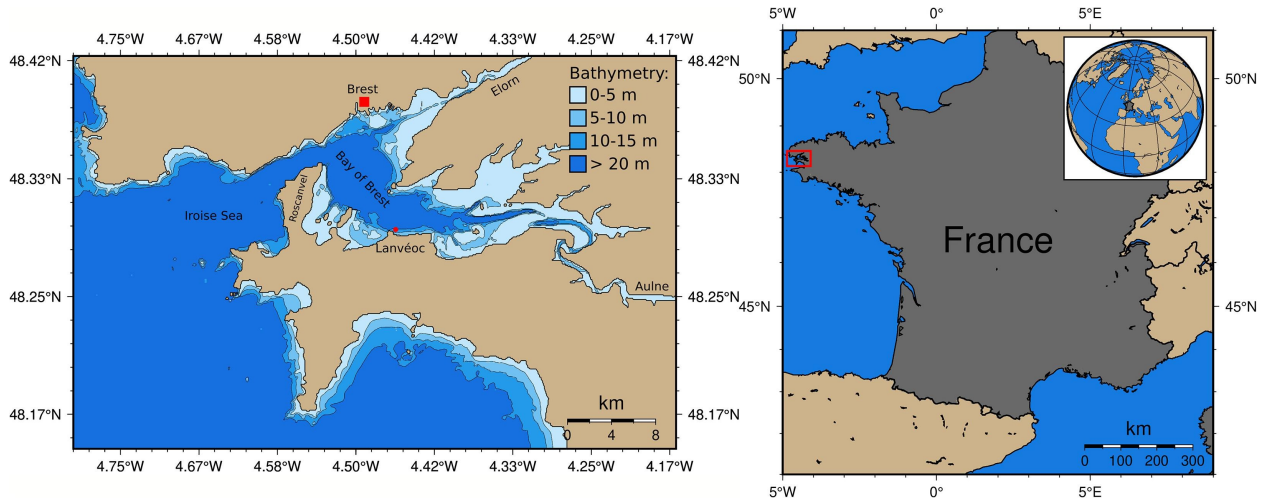 4.75°W 4.67°W 4.58°W 4.50°W 4.42°W 4.33°W 4.25°W 4.17°W
48.42°N 48.42°N
Bathymetry:
0-5 m
5-10 m
10-15 m
> 20 m
Brest
Elorn
48.33°N 48.33°N
Bay of Brest
Roscanvel
Iroise Sea
Lanvéoc
48.25°N 48.25°N
Aulne
48.17°N 48.17°N
km
0 4 8
4.75°W 4.67°W 4.58°W 4.50°W 4.42°W 4.33°W 4.25°W 4.17°W
5°W 0° 5°E
50°N 50°N
France
45°N 45°N
km
0 100 200 300
5°W 0° 5°E